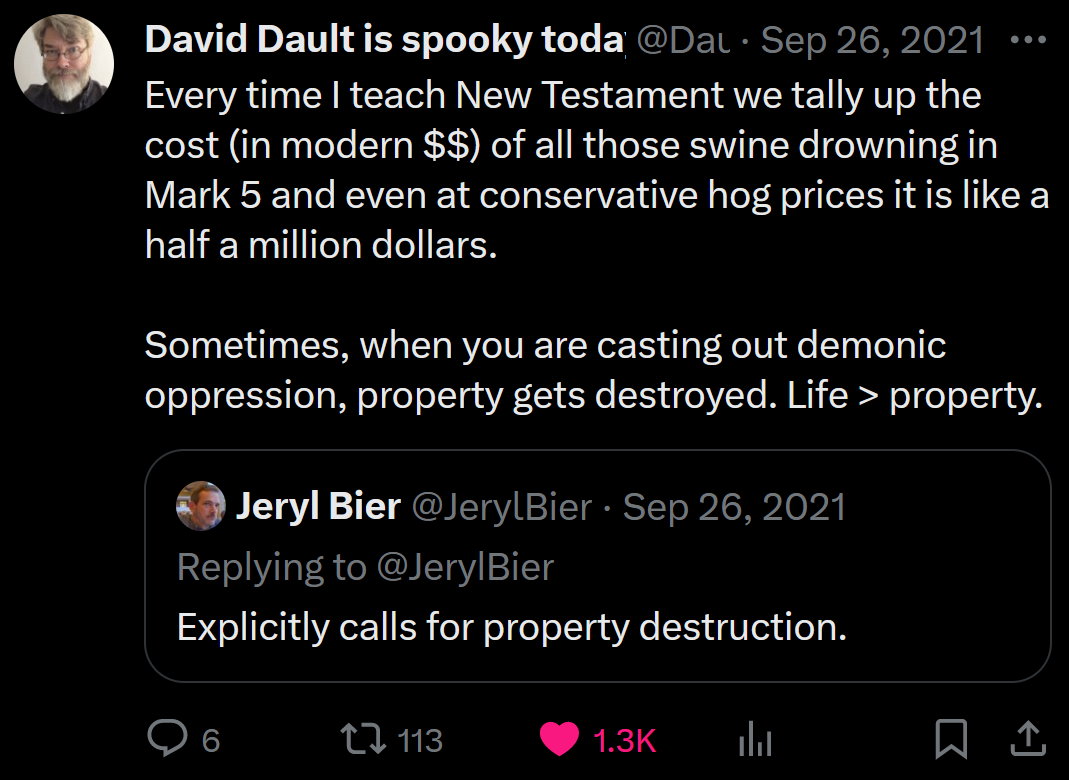 David Dault is spooky today @Dau · Sep 26, 2021
Every time I teach New Testament we tally up the
cost (in modern $$) of all those swine drowning in
Mark 5 and even at conservative hog prices it is like a
half a million dollars.
Sometimes, when you are casting out demonic
oppression, property gets destroyed. Life > property.
Jeryl Bier @JerylBier · Sep 26, 2021
Replying to @JerylBier
Explicitly calls for property destruction.
6 113 1.3K